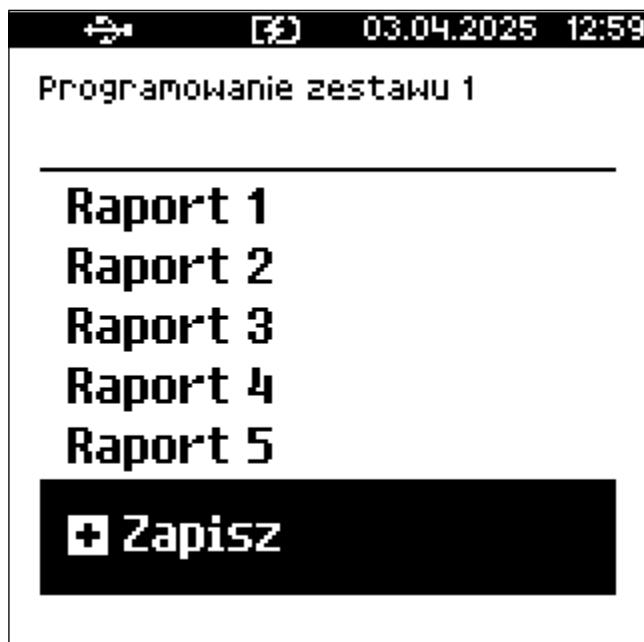 03.04.2025 12:59
Programowanie zestawu 1
Raport 1
Raport 2
Raport 3
Raport 4
Raport 5
+ Zapisz